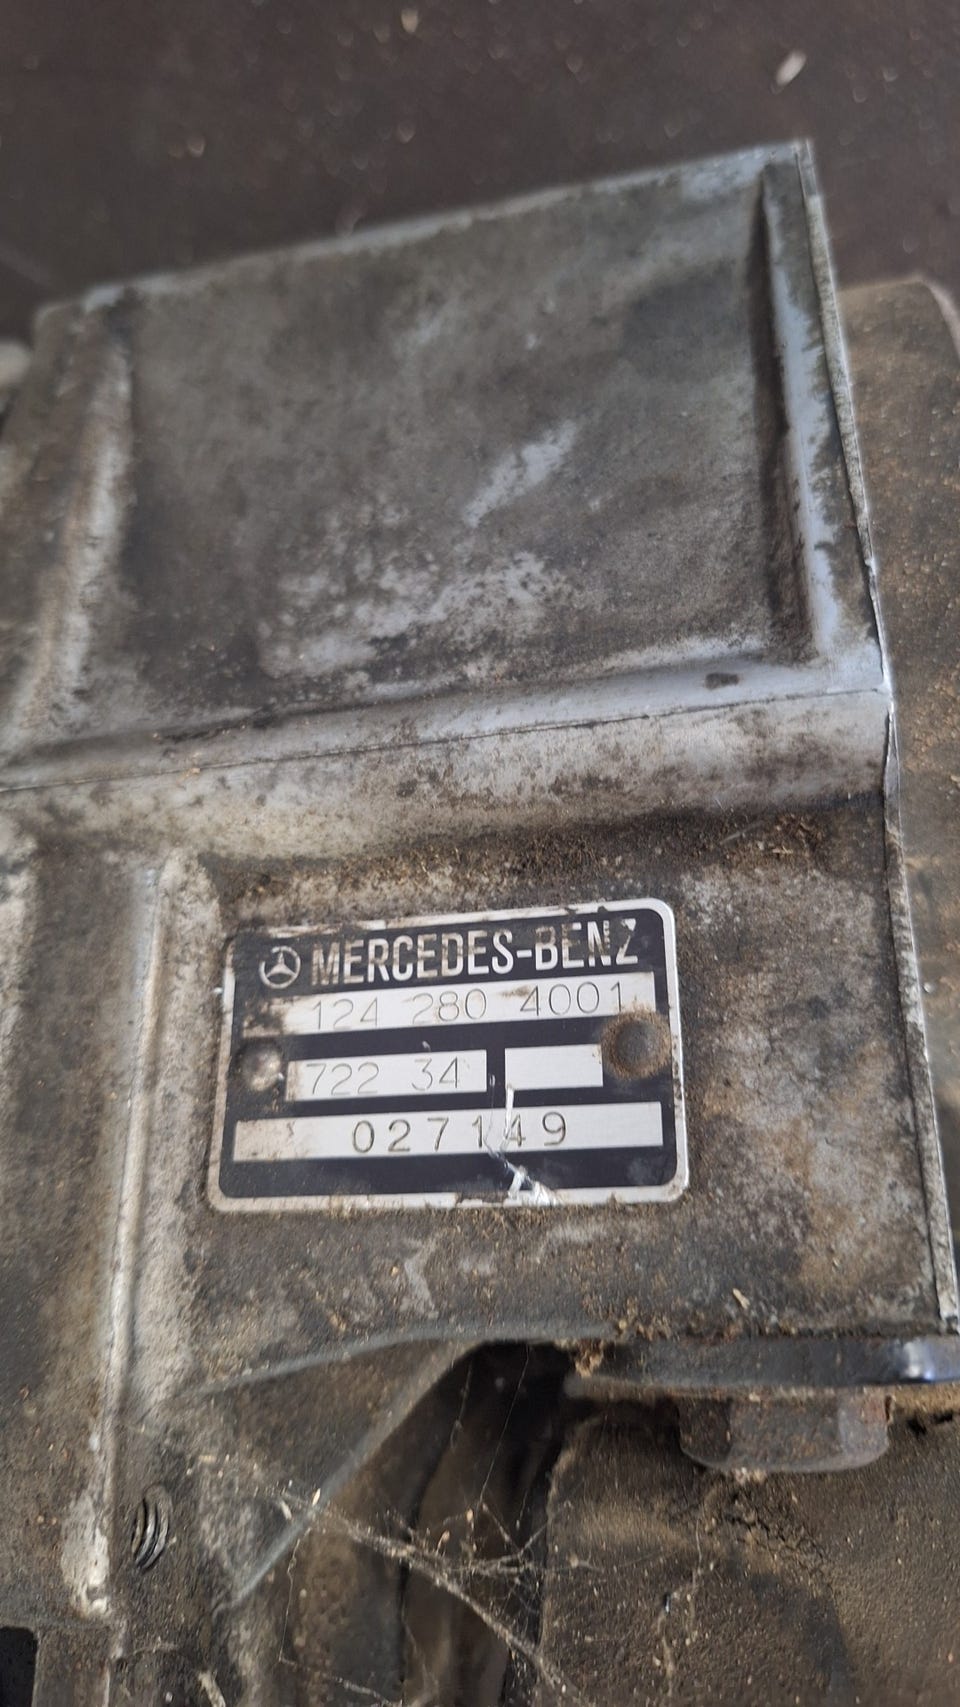 MERCEDES-BENZ
124 280 4001
722 34
027149